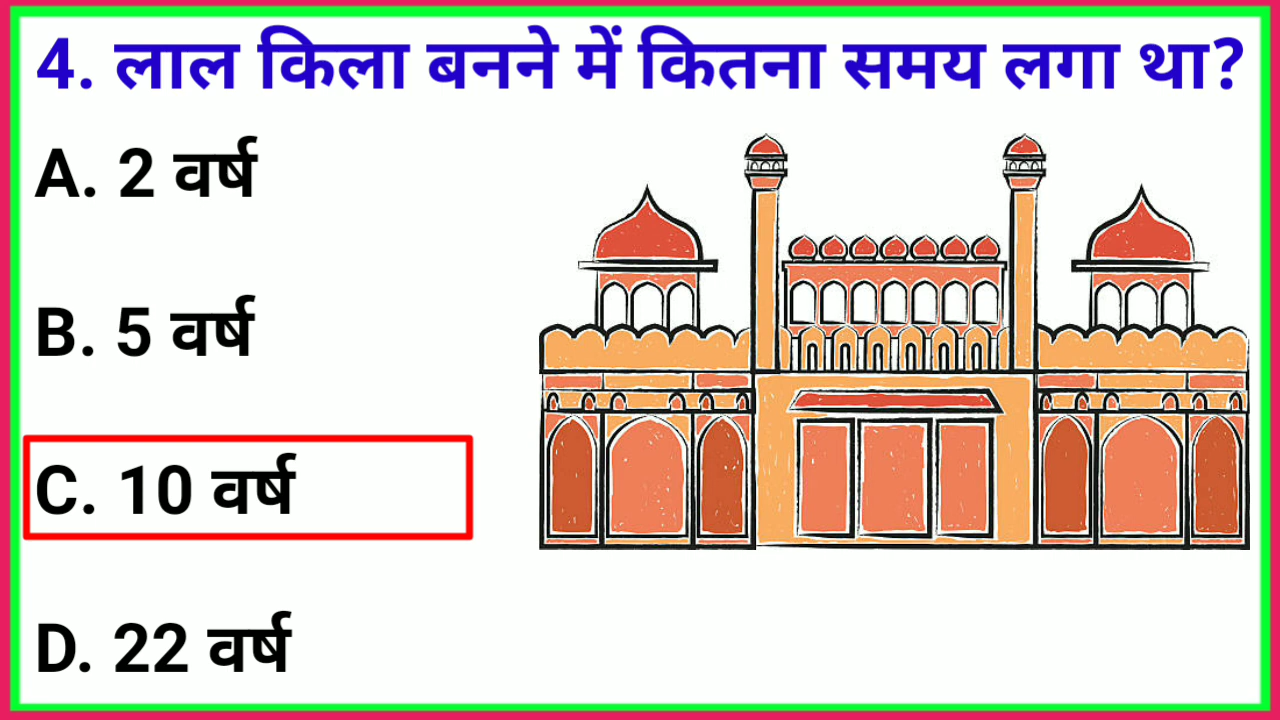 4. लाल किला बनने में कितना समय लगा था?
A. 2 वर्ष
B. 5 वर्ष
C. 10 वर्ष
D. 22 वर्ष